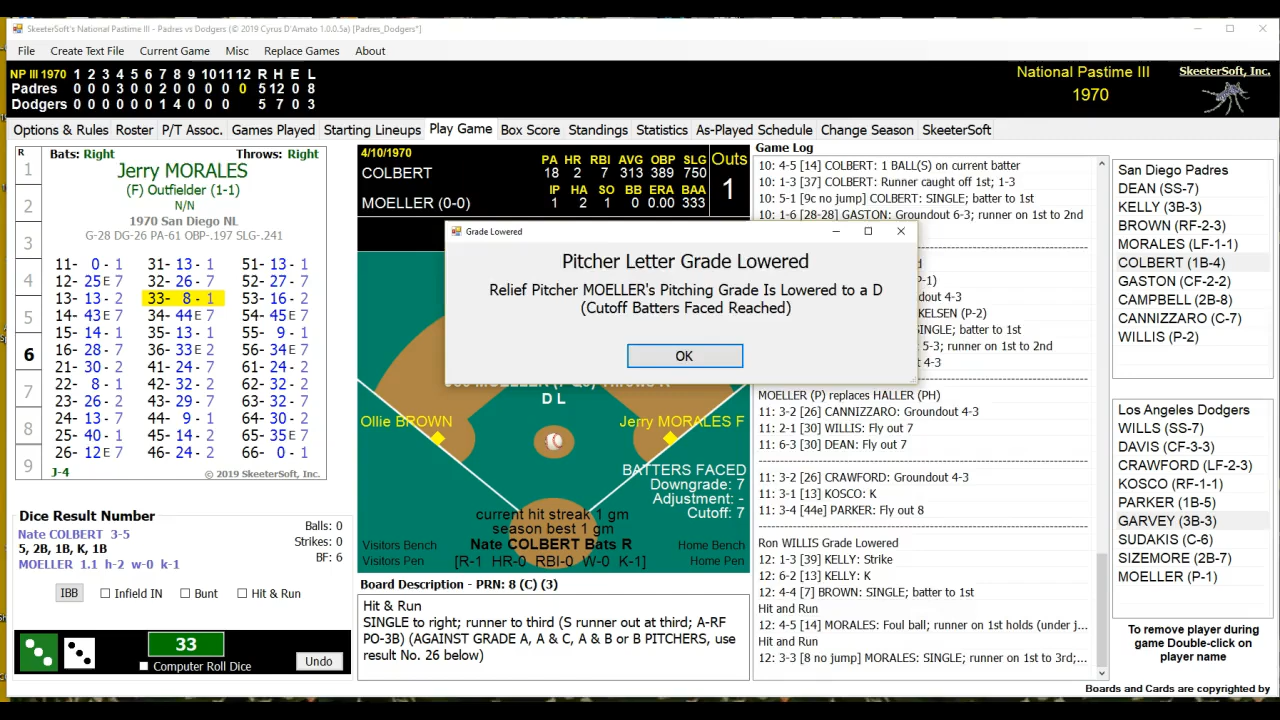 SkeeterSoft's National Pastime III - Padres vs Dodgers (© 2019 Cyrus D'Amato 1.0.0.5a) [Padres_Dodgers"]
File Create Text File Current Game Misc Replace Games About
NP III 1970 1 2 3 4 5 6 7 8 9 10 11 12 R H E L
Padres 0 0 0 3 0 0 2 0 0 0 0 0 5 12 0 8
Dodgers 0 0 0 0 0 0 1 4 0 0 0 5 7 0 3
National Pastime III
1970
SkeeterSoft, Inc.
Options & Rules Roster P/T Assoc. Games Played Starting Lineups Play Game Box Score Standings Statistics As-Played Schedule Change Season SkeeterSoft
R
1
2
3
4
5
6
7
8
9
Bats: Right Throws: Right
Jerry MORALES
(F) Outfielder (1-1)
N/N
1970 San Diego NL
G-28 DG-26 PA-61 OBP-.197 SLG-.241
11- 0 - 1 31- 13 - 1 51- 13 - 1
12- 25 E 7 32- 26 - 7 52- 27 - 7
13- 13 - 2 33- 8 - 1 53- 16 - 2
14- 43 E 7 34- 44 E 7 54- 45 E 7
15- 14 - 1 35- 13 - 1 55- 9 - 1
16- 28 - 7 36- 33 E 2 56- 34 E 7
21- 30 - 2 41- 24 - 2 61- 24 - 2
22- 8 - 1 42- 32 - 2 62- 32 - 2
23- 26 - 2 43- 29 - 7 63- 32 - 7
24- 13 - 7 44- 9 - 1 64- 30 - 2
25- 40 - 1 45- 14 - 2 65- 35 E 7
26- 12 E 7 46- 24 - 2 66- 0 - 1
J-4 © 2019 SkeeterSoft, Inc.
Dice Result Number
Nate COLBERT 3-5
5, 2B, 1B, K, 1B
MOELLER 1.1 h-2 w-0 k-1
Balls: 0
Strikes: 0
BF: 6
IBB Infield IN Bunt Hit & Run
33
Computer Roll Dice
Undo
4/10/1970
PA HR RBI AVG OBP SLG
COLBERT 18 2 7 313 389 750
IP HA SO BB ERA BAA
MOELLER (0-0) 1 2 1 0 0.00 333
Outs
1
Grade Lowered
Pitcher Letter Grade Lowered
Relief Pitcher MOELLER's Pitching Grade Is Lowered to a D
(Cutoff Batters Faced Reached)
OK
D L
Ollie BROWN
Jerry MORALES F
BATTERS FACED
Downgrade: 7
Adjustment: -
Cutoff: 7
current hit streak 1 gm
season best 1 gm
Nate COLBERT Bats R
[R-1 HR-0 RBI-0 W-0 K-1]
Visitors Bench
Visitors Pen
Home Bench
Home Pen
Board Description - PRN: 8 (C) (3)
Hit & Run
SINGLE to right; runner to third (S runner out at third; A-RF
PO-3B) (AGAINST GRADE A, A & C, A & B or B PITCHERS, use
result No. 26 below)
Game Log
10: 4-5 [14] COLBERT: 1 BALL(S) on current batter
10: 1-3 [37] COLBERT: Runner caught off 1st; 1-3
10: 5-1 [9c no jump] COLBERT: SINGLE; batter to 1st
10: 1-6 [28-28] GASTON: Groundout 6-3; runner on 1st to 2nd
-1)
dout 4-3
KELSEN (P-2)
INGLE; batter to 1st
5-3; runner on 1st to 2nd
4-3
MOELLER (P) replaces HALLER (PH)
11: 3-2 [26] CANNIZZARO: Groundout 4-3
11: 2-1 [30] WILLIS: Fly out 7
11: 6-3 [30] DEAN: Fly out 7
11: 3-2 [26] CRAWFORD: Groundout 4-3
11: 3-1 [13] KOSCO: K
11: 3-4 [44e] PARKER: Fly out 8
Ron WILLIS Grade Lowered
12: 1-3 [39] KELLY: Strike
12: 6-2 [13] KELLY: K
12: 4-4 [7] BROWN: SINGLE; batter to 1st
Hit and Run
12: 4-5 [14] MORALES: Foul ball; runner on 1st holds (under j...
Hit and Run
12: 3-3 [8 no jump] MORALES: SINGLE; runner on 1st to 3rd;...
San Diego Padres
DEAN (SS-7)
KELLY (3B-3)
BROWN (RF-2-3)
MORALES (LF-1-1)
COLBERT (1B-4)
GASTON (CF-2-2)
CAMPBELL (2B-8)
CANNIZZARO (C-7)
WILLIS (P-2)
Los Angeles Dodgers
WILLS (SS-7)
DAVIS (CF-3-3)
CRAWFORD (LF-2-3)
KOSCO (RF-1-1)
PARKER (1B-5)
GARVEY (3B-3)
SUDAKIS (C-6)
SIZEMORE (2B-7)
MOELLER (P-1)
To remove player during
game Double-click on
player name
Boards and Cards are copyrighted by